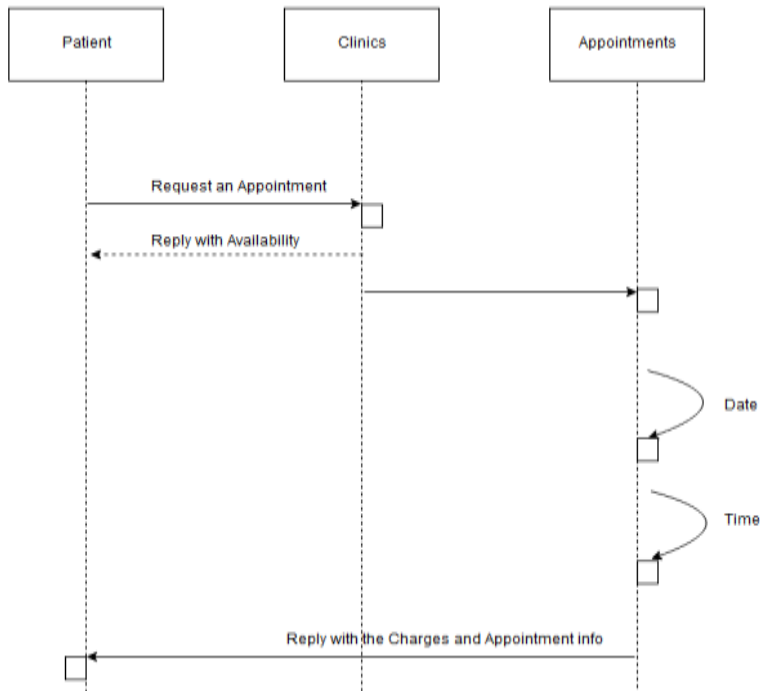 Patient
Clinics
Appointments
Request an Appointment
Reply with Availability
Date
Time
Reply with the Charges and Appointment info